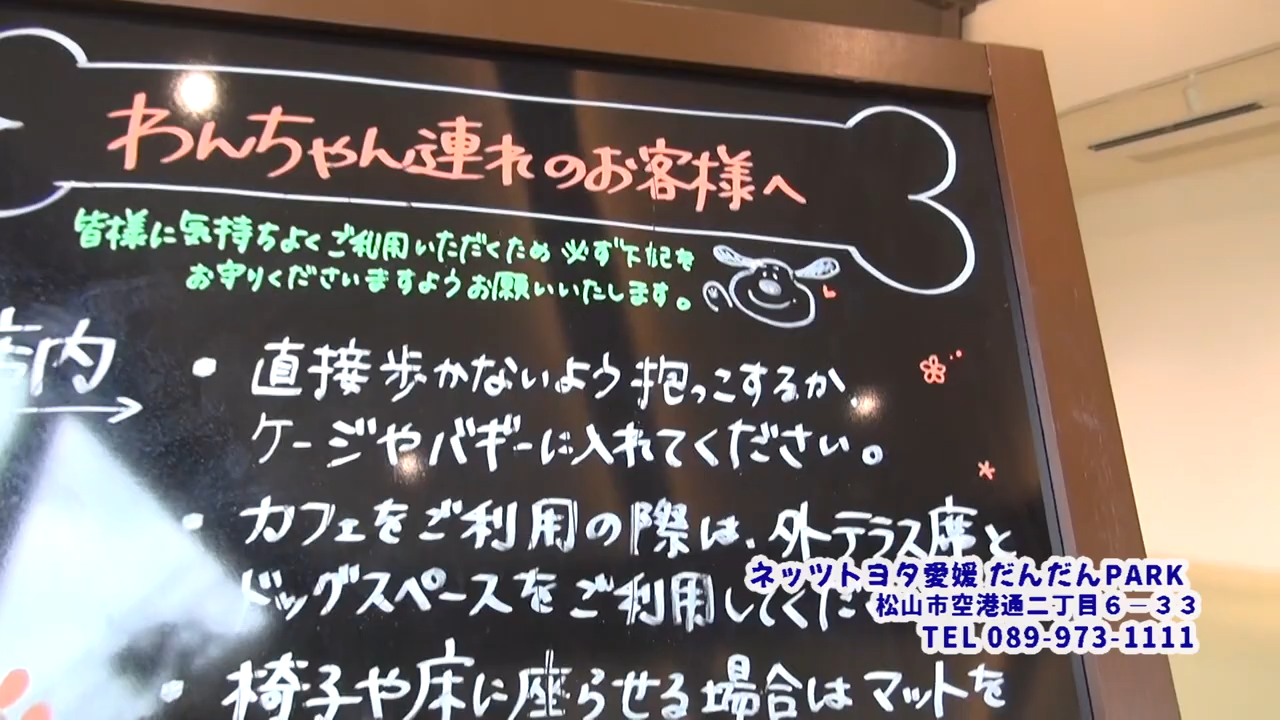 わんちゃん連れのお客様へ
皆様に気持ちよくご利用いただくため 必ず下記を
お守りくださいますようお願いいたします。
店内
・直接歩かないよう抱っこするか、
ケージやバギーに入れてください。
・カフェをご利用の際は、外テラス席と
ドッグスペースをご利用してくだ
・椅子や床に座らせる場合はマットを
ネッツトヨタ愛媛 だんだんPARK
松山市空港通二丁目6－33
TEL 089-973-1111